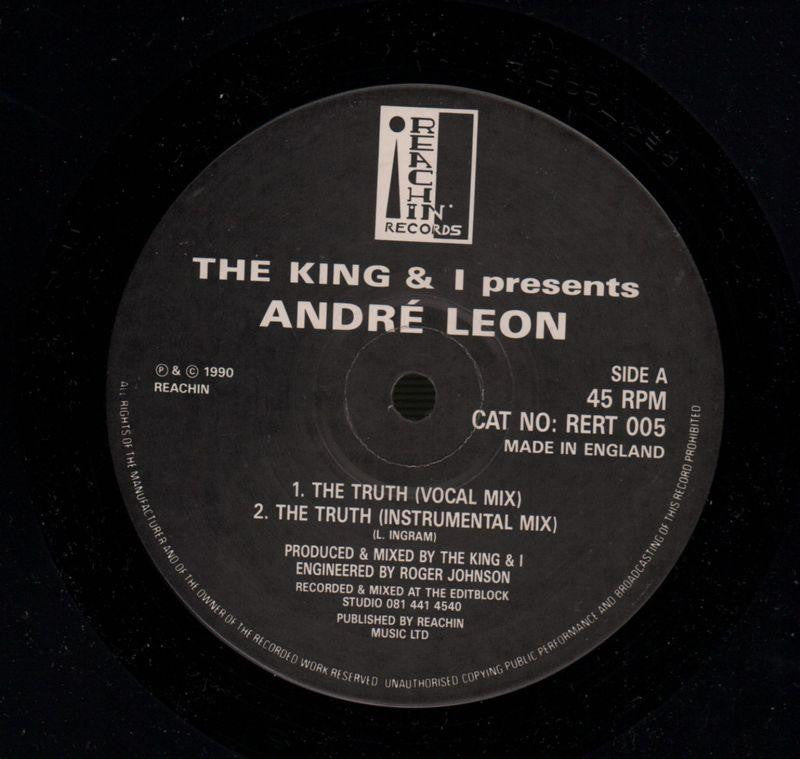 REACHIN'
RECORDS
THE KING & I presents
ANDRÉ LEON
℗ & © 1990
REACHIN
SIDE A
45 RPM
CAT NO: RERT 005
MADE IN ENGLAND
1. THE TRUTH (VOCAL MIX)
2. THE TRUTH (INSTRUMENTAL MIX)
(L. INGRAM)
PRODUCED & MIXED BY THE KING & I
ENGINEERED BY ROGER JOHNSON
RECORDED & MIXED AT THE EDITBLOCK
STUDIO 081 441 4540
PUBLISHED BY REACHIN
MUSIC LTD
ALL RIGHTS OF THE MANUFACTURER AND OF THE OWNER OF THE RECORDED WORK RESERVED UNAUTHORISED COPYING PUBLIC PERFORMANCE AND BROADCASTING OF THIS RECORD PROHIBITED